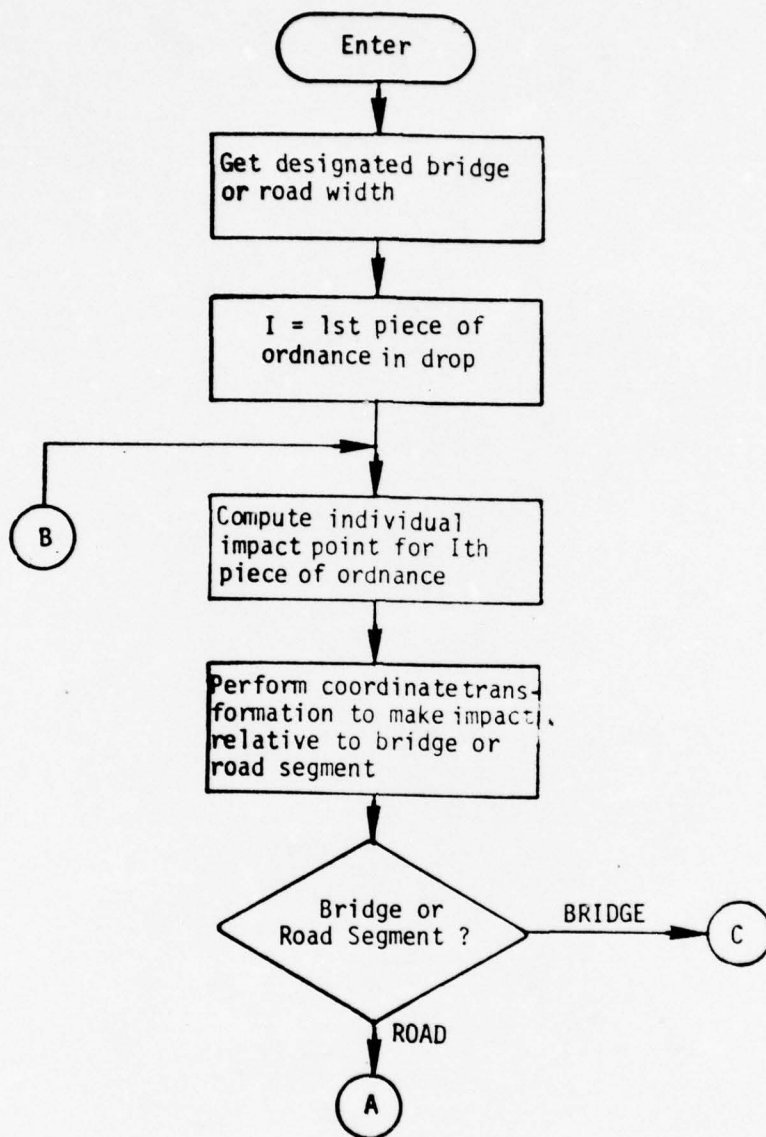 Enter
Get designated bridge
or road width
I = 1st piece of
ordnance in drop
B
Compute individual
impact point for Ith
piece of ordnance
Perform coordinate trans-
formation to make impact
relative to bridge or
road segment
Bridge or
Road Segment ?
BRIDGE
C
ROAD
A